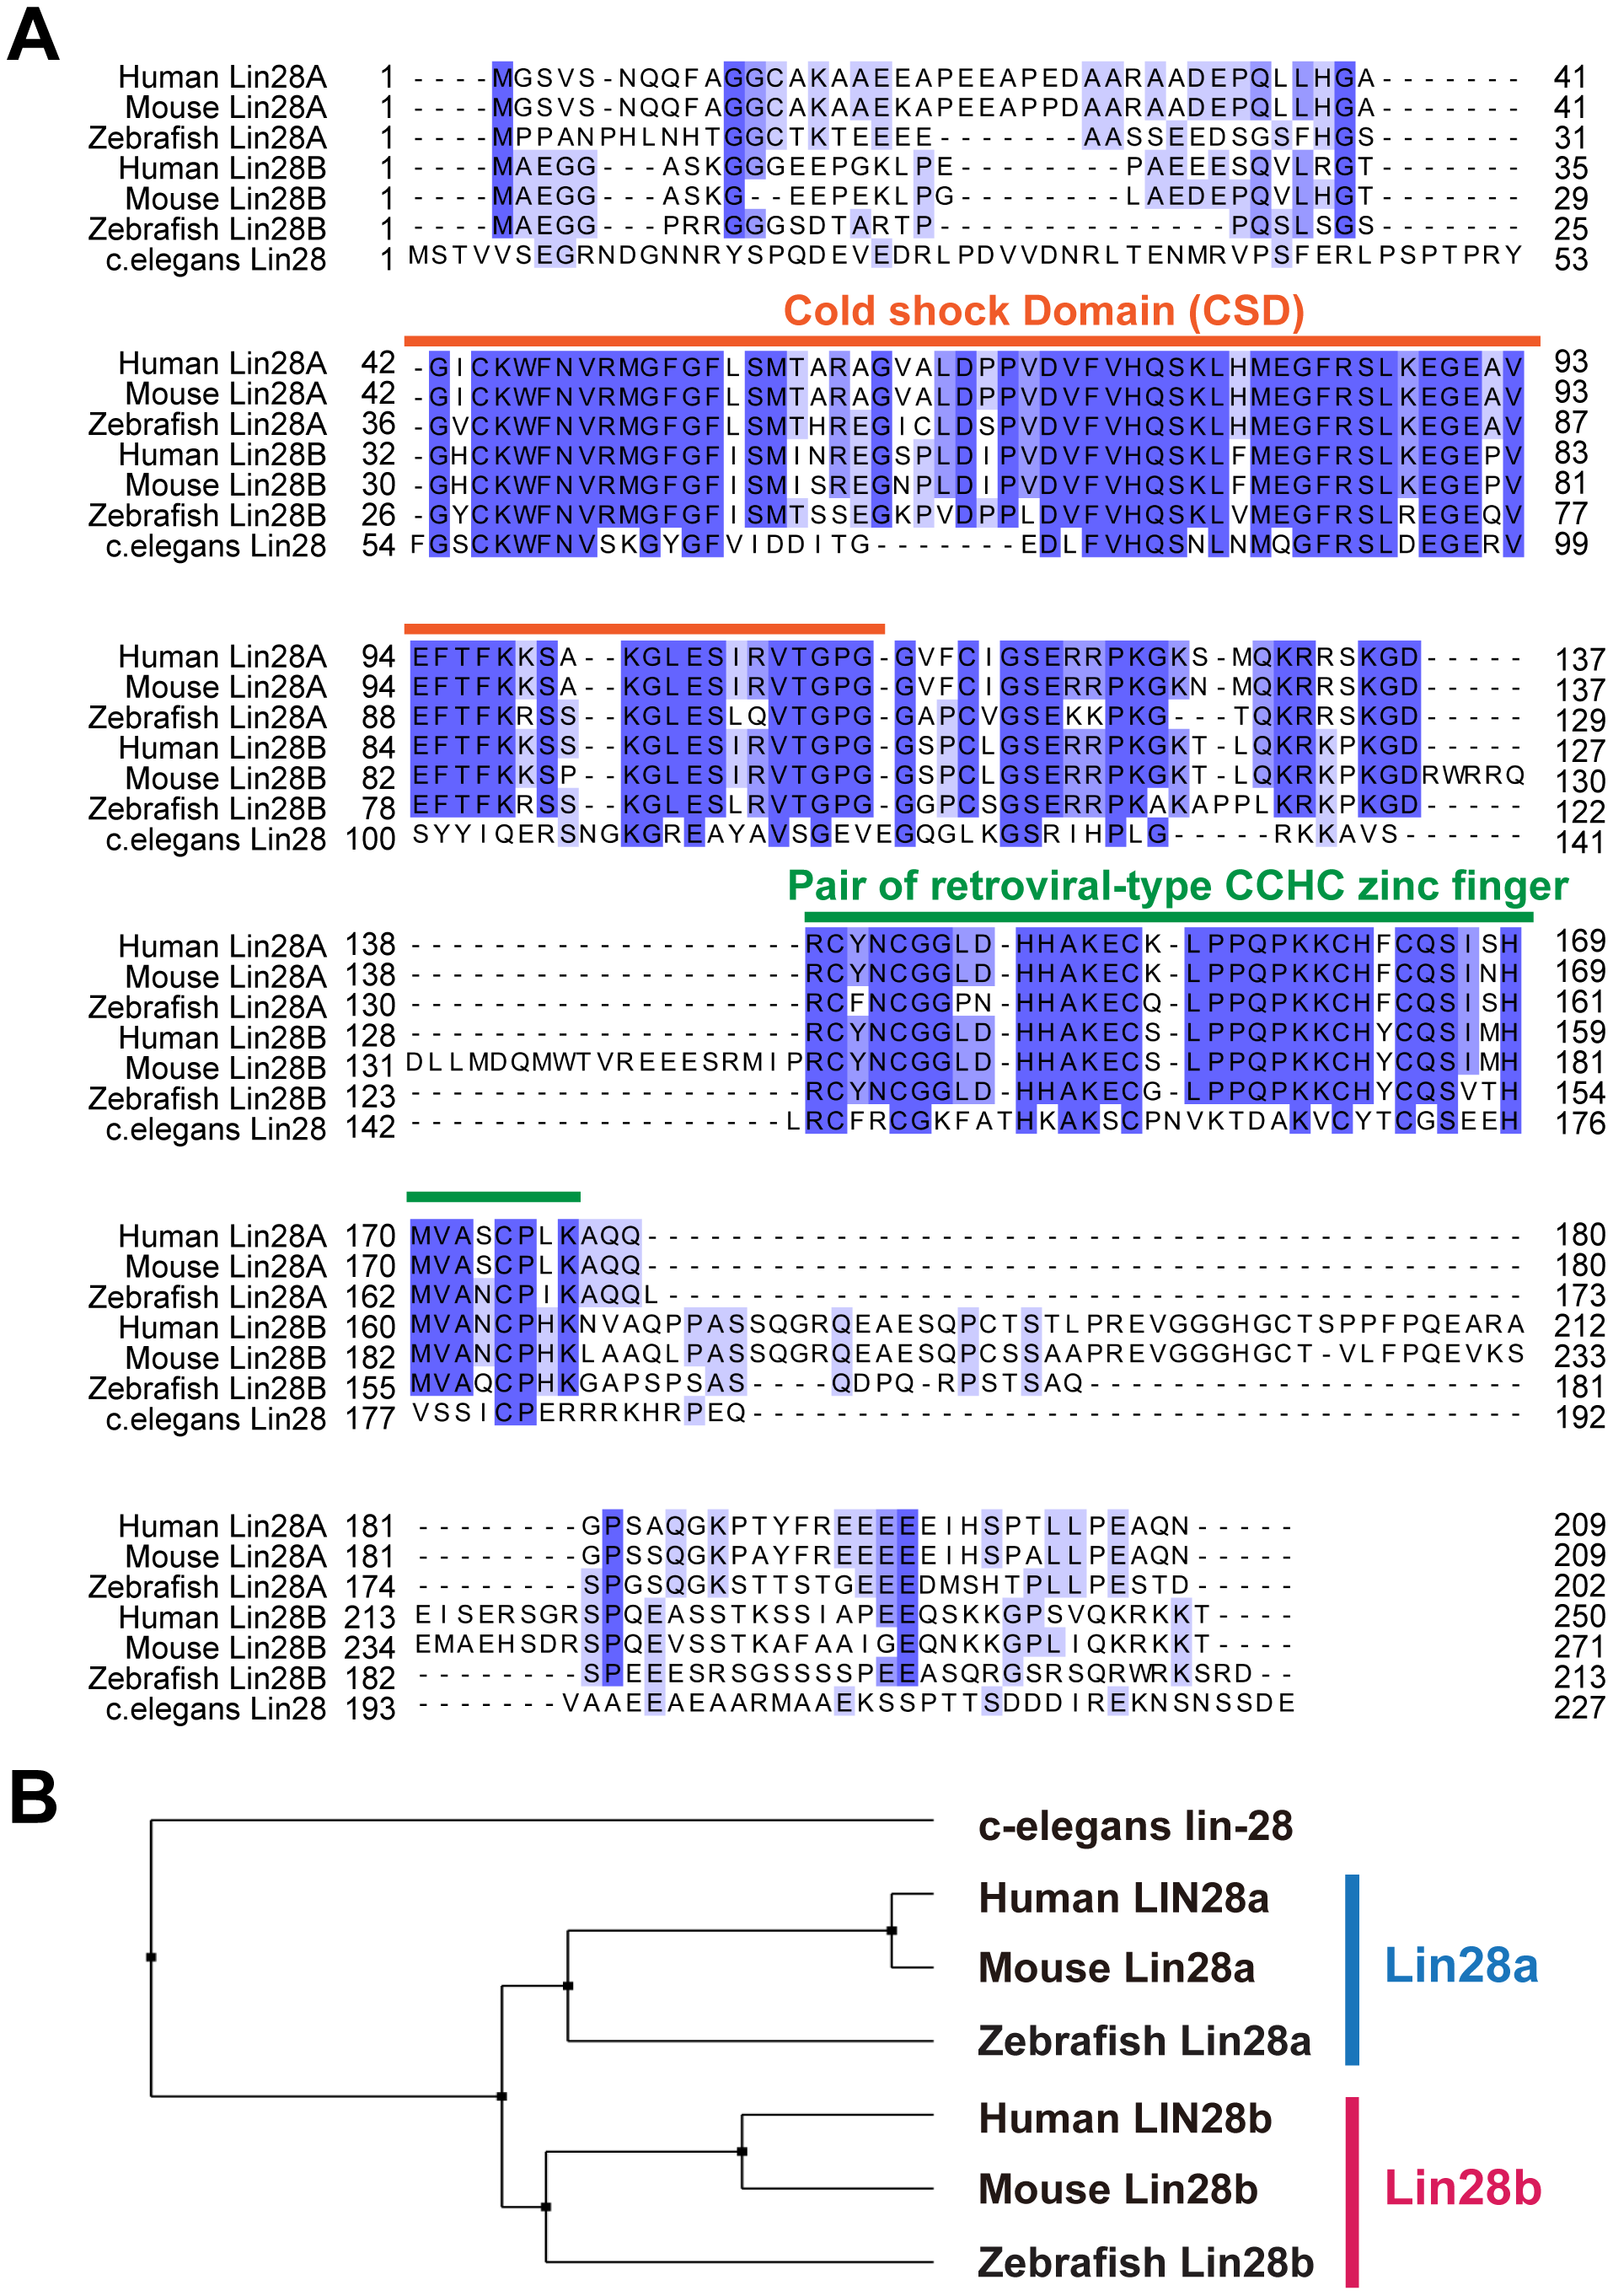 A
Human Lin28A 1 ----MGSVS-NQQFAGGCAKAAEEAPEEAPEDAARAADEPQLLHGA------- 41
Mouse Lin28A 1 ----MGSVS-NQQFAGGCAKAAEKAPEEAPPDAARAADEPQLLHGA------- 41
Zebrafish Lin28A 1 ----MPPANPHLNHTGGCTKTEEEE-------AASSEEDSGSFHGS------- 31
Human Lin28B 1 ----MAEGG---ASKGGGEEPGKLPE--------PAEEESQVLRGT------- 35
Mouse Lin28B 1 ----MAEGG---ASKG--EEPEKLPG--------LAEDEPQVLHGT------- 29
Zebrafish Lin28B 1 ----MAEGG---PRRGGGSDTARTP--------------PQSLSGS------- 25
c.elegans Lin28 1 MSTVVSEGRNDGNNRYSPQDEVEDRLPDVVDNRLTENMRVPSFERLPSPTPRY 53
Cold shock Domain (CSD)
Human Lin28A 42 -GICKWFNVRMGFGFLSMTARAGVALDPPVDVFVHQSKLHMEGFRSLKEGEAV 93
Mouse Lin28A 42 -GICKWFNVRMGFGFLSMTARAGVALDPPVDVFVHQSKLHMEGFRSLKEGEAV 93
Zebrafish Lin28A 36 -GVCKWFNVRMGFGFLSMTHREGICLDSPVDVFVHQSKLHMEGFRSLKEGEAV 87
Human Lin28B 32 -GHCKWFNVRMGFGFISMINREGSPLDIPVDVFVHQSKLFMEGFRSLKEGEPV 83
Mouse Lin28B 30 -GHCKWFNVRMGFGFISMISREGNPLDIPVDVFVHQSKLFMEGFRSLKEGEPV 81
Zebrafish Lin28B 26 -GYCKWFNVRMGFGFISMTSSEGKPVDPPLDVFVHQSKLVMEGFRSLREGEQV 77
c.elegans Lin28 54 FGSCKWFNVSKGYGFVIDDITG-------EDLFVHQSNLNMQGFRSLDEGERV 99
Human Lin28A 94 EFTFKKSA--KGLESIRVTGPG-GVFCIGSERRPKGKS-MQKRRSKGD----- 137
Mouse Lin28A 94 EFTFKKSA--KGLESIRVTGPG-GVFCIGSERRPKGKN-MQKRRSKGD----- 137
Zebrafish Lin28A 88 EFTFKRSS--KGLESLQVTGPG-GAPCVGSEKKPKG---TQKRRSKGD----- 129
Human Lin28B 84 EFTFKKSS--KGLESIRVTGPG-GSPCLGSERRPKGKT-LQKRKPKGD----- 127
Mouse Lin28B 82 EFTFKKSP--KGLESIRVTGPG-GSPCLGSERRPKGKT-LQKRKPKGDRWRRQ 130
Zebrafish Lin28B 78 EFTFKRSS--KGLESLRVTGPG-GGPCSGSERRPKAKAPPLKRKPKGD----- 122
c.elegans Lin28 100 SYYIQERSNGKGREAYAVSGEVEGQGLKGSRIHPLG-----RKKAVS------ 141
Pair of retroviral-type CCHC zinc finger
Human Lin28A 138 -------------------RCYNCGGLD-HHAKECK-LPPQPKKCHFCQSISH 169
Mouse Lin28A 138 -------------------RCYNCGGLD-HHAKECK-LPPQPKKCHFCQSINH 169
Zebrafish Lin28A 130 -------------------RCFNCGGPN-HHAKECQ-LPPQPKKCHFCQSISH 161
Human Lin28B 128 -------------------RCYNCGGLD-HHAKECS-LPPQPKKCHYCQSIMH 159
Mouse Lin28B 131 DLLMDQMWTVREEESRMIPRCYNCGGLD-HHAKECS-LPPQPKKCHYCQSIMH 181
Zebrafish Lin28B 123 -------------------RCYNCGGLD-HHAKECG-LPPQPKKCHYCQSVTH 154
c.elegans Lin28 142 ------------------LRCFRCGKFATHKAKSCPNVKTDAKVCYTCGSEEH 176
Human Lin28A 170 MVASCPLKAQQ------------------------------------------ 180
Mouse Lin28A 170 MVASCPLKAQQ------------------------------------------ 180
Zebrafish Lin28A 162 MVANCPIKAQQL----------------------------------------- 173
Human Lin28B 160 MVANCPHKNVAQPPASSQGRQEAESQPCTSTLPREVGGGHGCTSPPFPQEARA 212
Mouse Lin28B 182 MVANCPHKLAAQLPASSQGRQEAESQPCSSAAPREVGGGHGCT-VLFPQEVKS 233
Zebrafish Lin28B 155 MVAQCPHKGAPSPSAS----QDPQ-RPSTSAQ--------------------- 181
c.elegans Lin28 177 VSSICPERRRKHRPEQ------------------------------------- 192
Human Lin28A 181 --------GPSAQGKPTYFREEEEEIHSPTLLPEAQN----- 209
Mouse Lin28A 181 --------GPSSQGKPAYFREEEEEIHSPALLPEAQN----- 209
Zebrafish Lin28A 174 --------SPGSQGKSTTSTGEEEDMSHTPLLPESTD----- 202
Human Lin28B 213 EISERSGRSPQEASSTKSSIAPEEQSKKGPSVQKRKKT---- 250
Mouse Lin28B 234 EMAEHSDRSPQEVSSTKAFAAIGEQNKKGPLIQKRKKT---- 271
Zebrafish Lin28B 182 --------SPEEESRSGSSSSPEEASQRGSRSQRWRKSRD-- 213
c.elegans Lin28 193 -------VAAEEAEAARMAAEKSSPTTSDDDIREKNSNSSDE 227
B
c-elegans lin-28
Human LIN28a
Mouse Lin28a
Lin28a
Zebrafish Lin28a
Human LIN28b
Mouse Lin28b
Lin28b
Zebrafish Lin28b